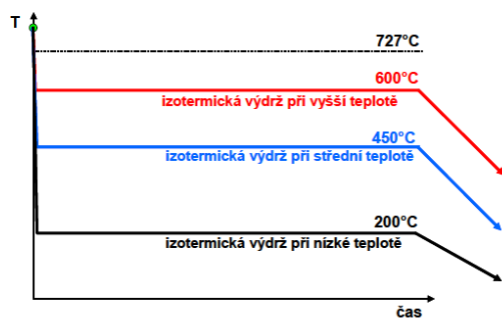 T
727°C
600°C
izotermická výdrž při vyšší teplotě
450°C
izotermická výdrž při střední teplotě
200°C
izotermická výdrž při nízké teplotě
čas